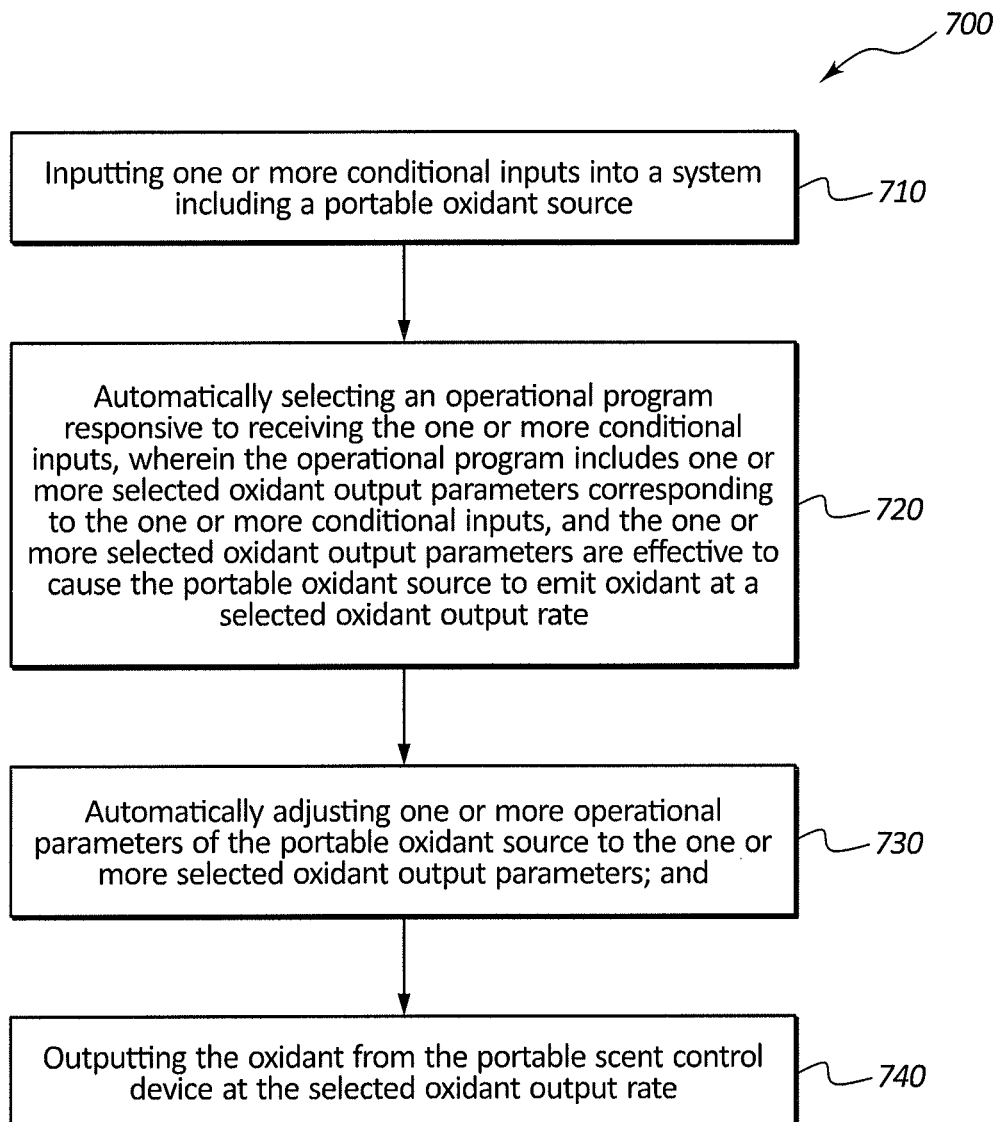 700
Inputting one or more conditional inputs into a system
including a portable oxidant source
710
Automatically selecting an operational program
responsive to receiving the one or more conditional
inputs, wherein the operational program includes one or
more selected oxidant output parameters corresponding
to the one or more conditional inputs, and the one or
more selected oxidant output parameters are effective to
cause the portable oxidant source to emit oxidant at a
selected oxidant output rate
720
Automatically adjusting one or more operational
parameters of the portable oxidant source to the one or
more selected oxidant output parameters; and
730
Outputting the oxidant from the portable scent control
device at the selected oxidant output rate
740